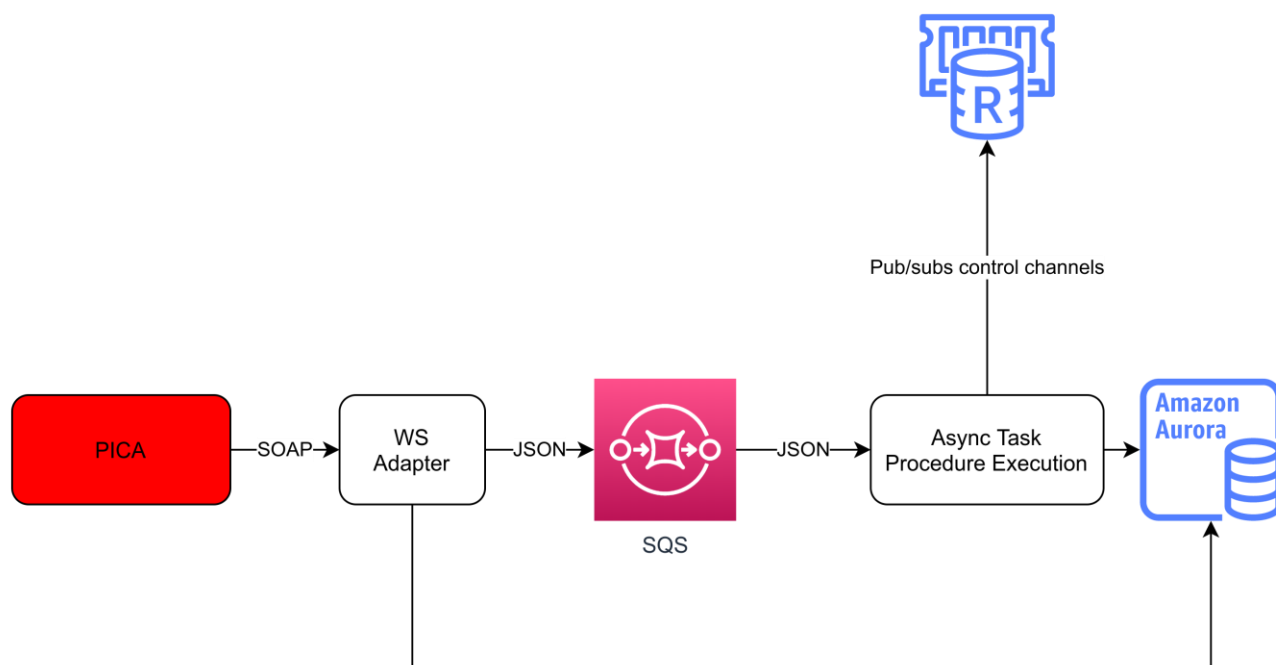 R
Pub/subs control channels
PICA
SOAP
WS
Adapter
JSON
SQS
JSON
Async Task
Procedure Execution
Amazon
Aurora